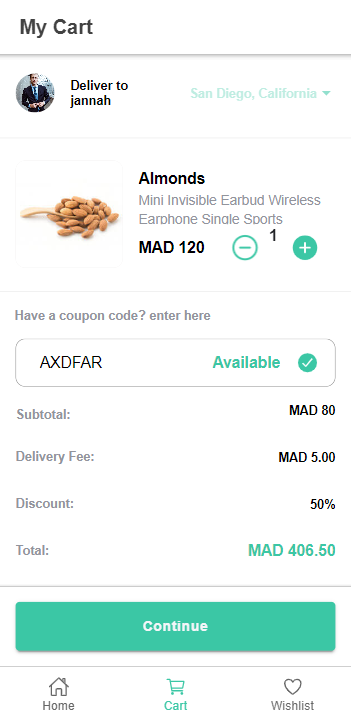 My Cart
Deliver to
jannah
San Diego, California
Almonds
Mini Invisible Earbud Wireless
Earphone Single Sports
MAD 120
1
Have a coupon code? enter here
AXDFAR Available
Subtotal: MAD 80
Delivery Fee: MAD 5.00
Discount: 50%
Total: MAD 406.50
Continue
Home Cart Wishlist